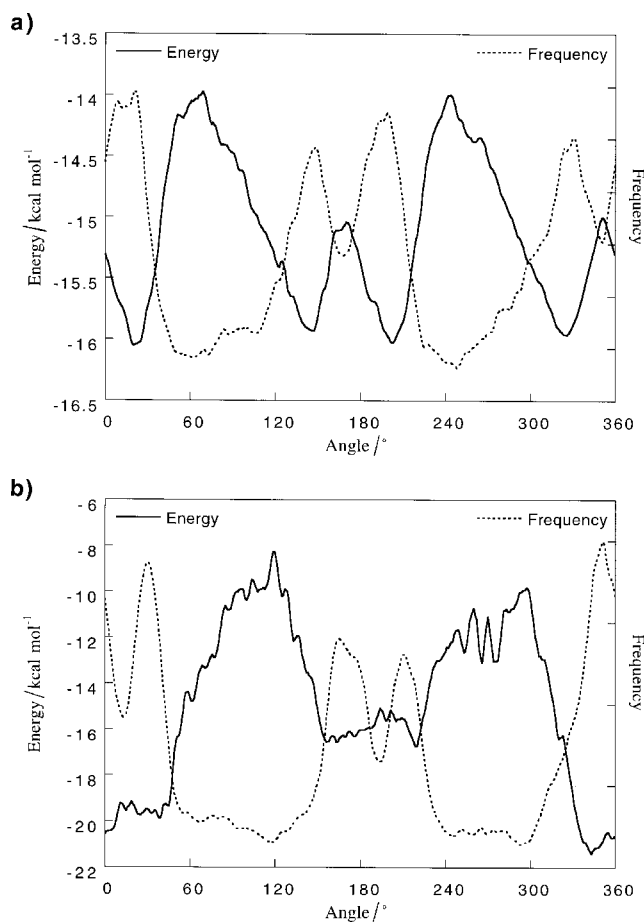 a)
-13.5
Energy
Frequency
-14
-14.5
-15
-15.5
-16
-16.5
Energy/kcal mol⁻¹
Frequency
0 60 120 180 240 300 360
Angle/°
b)
-6
Energy
Frequency
-8
-10
-12
-14
-16
-18
-20
-22
Energy/kcal mol⁻¹
Frequency
0 60 120 180 240 300 360
Angle/°